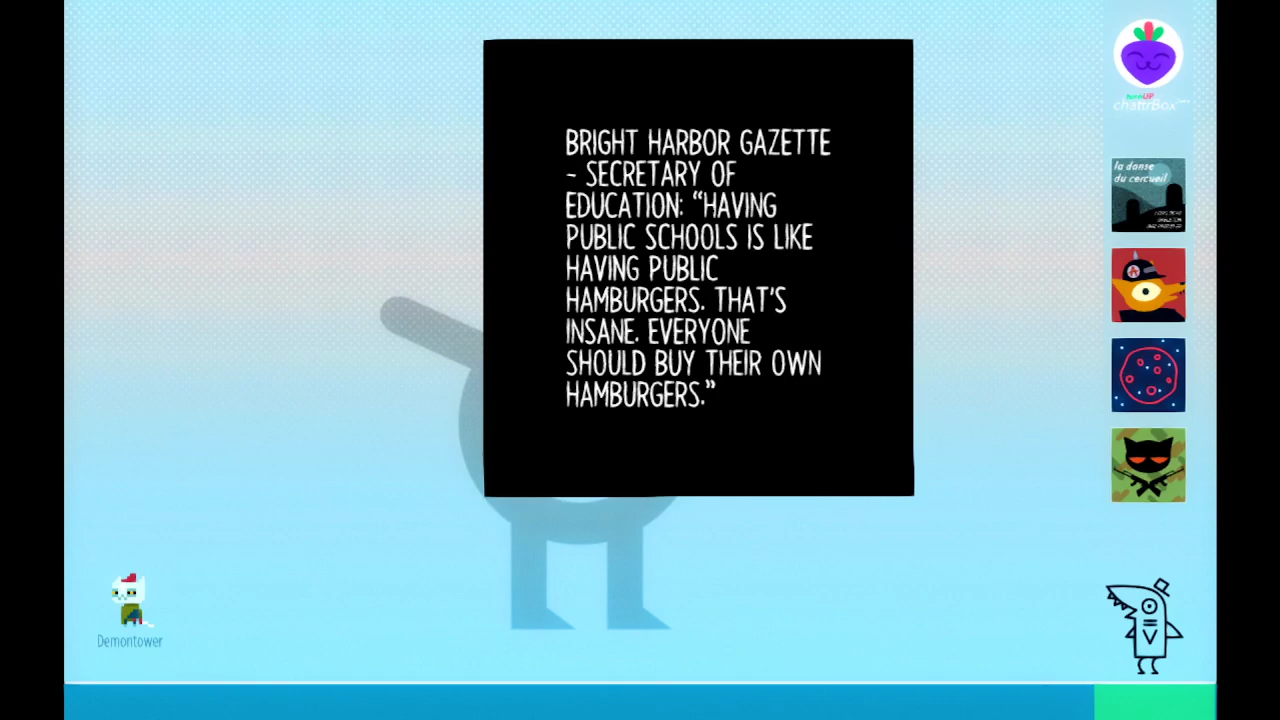 BRIGHT HARBOR GAZETTE
- SECRETARY OF
EDUCATION: “HAVING
PUBLIC SCHOOLS IS LIKE
HAVING PUBLIC
HAMBURGERS. THAT'S
INSANE. EVERYONE
SHOULD BUY THEIR OWN
HAMBURGERS.”
chattrBox
la danse
du cercueil
Demontower